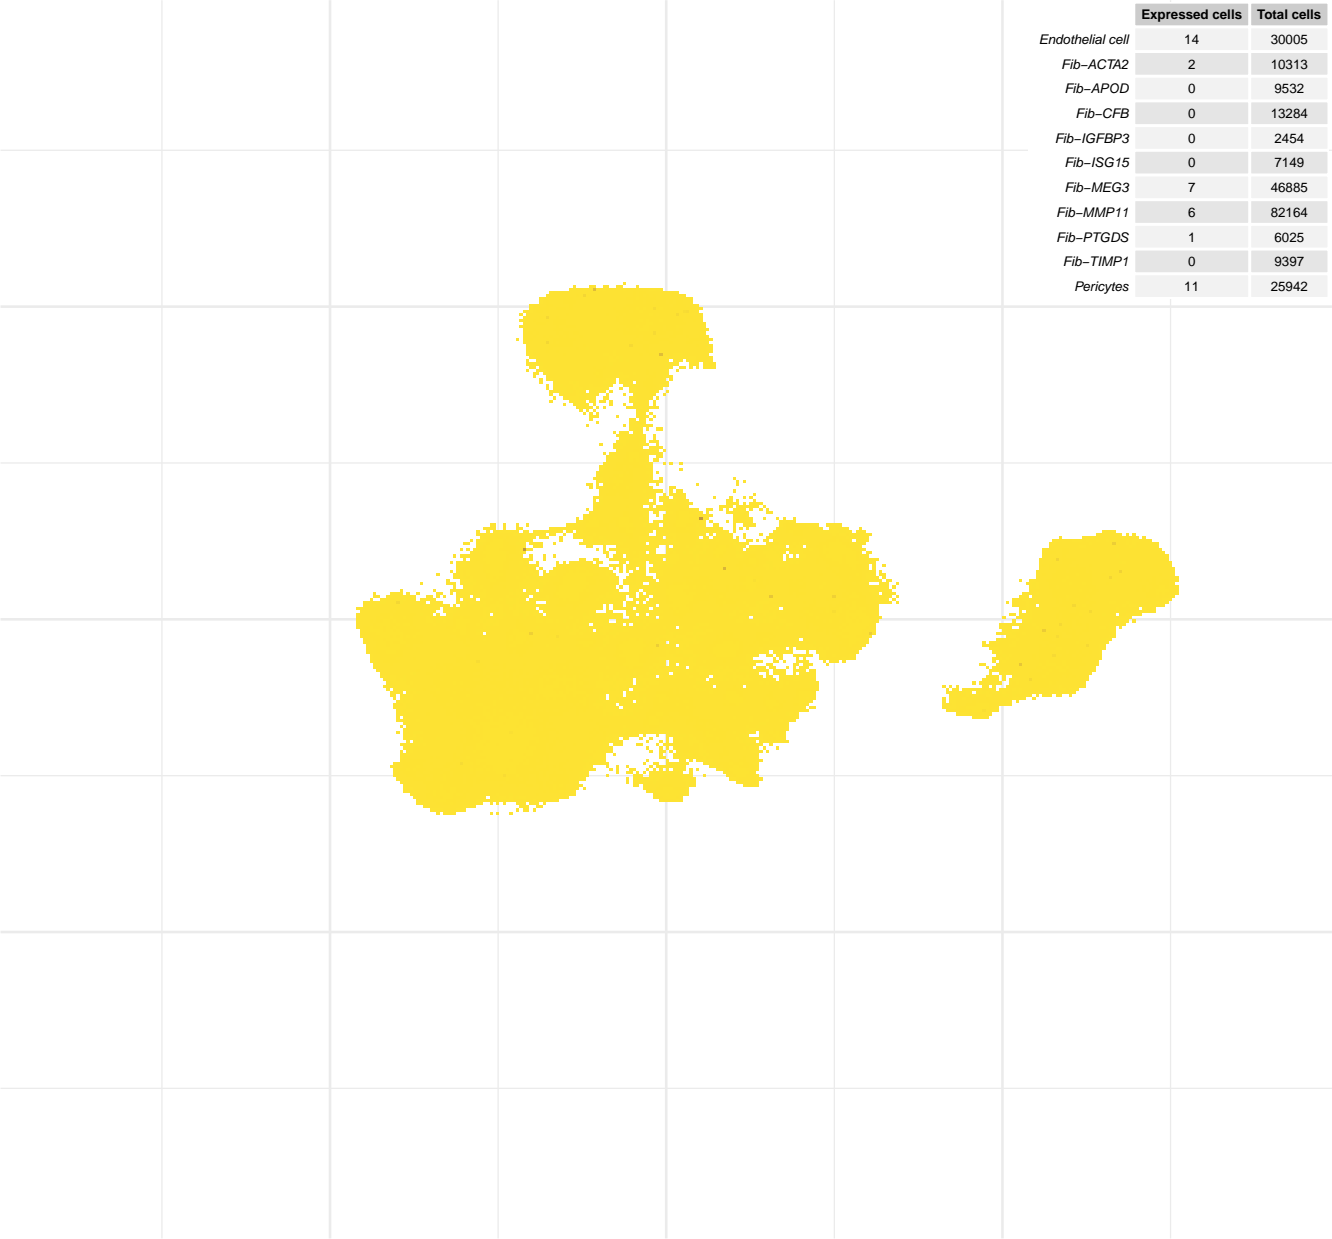 Expressed cells Total cells
Endothelial cell 14 30005
Fib−ACTA2 2 10313
Fib−APOD 0 9532
Fib−CFB 0 13284
Fib−IGFBP3 0 2454
Fib−ISG15 0 7149
Fib−MEG3 7 46885
Fib−MMP11 6 82164
Fib−PTGDS 1 6025
Fib−TIMP1 0 9397
Pericytes 11 25942